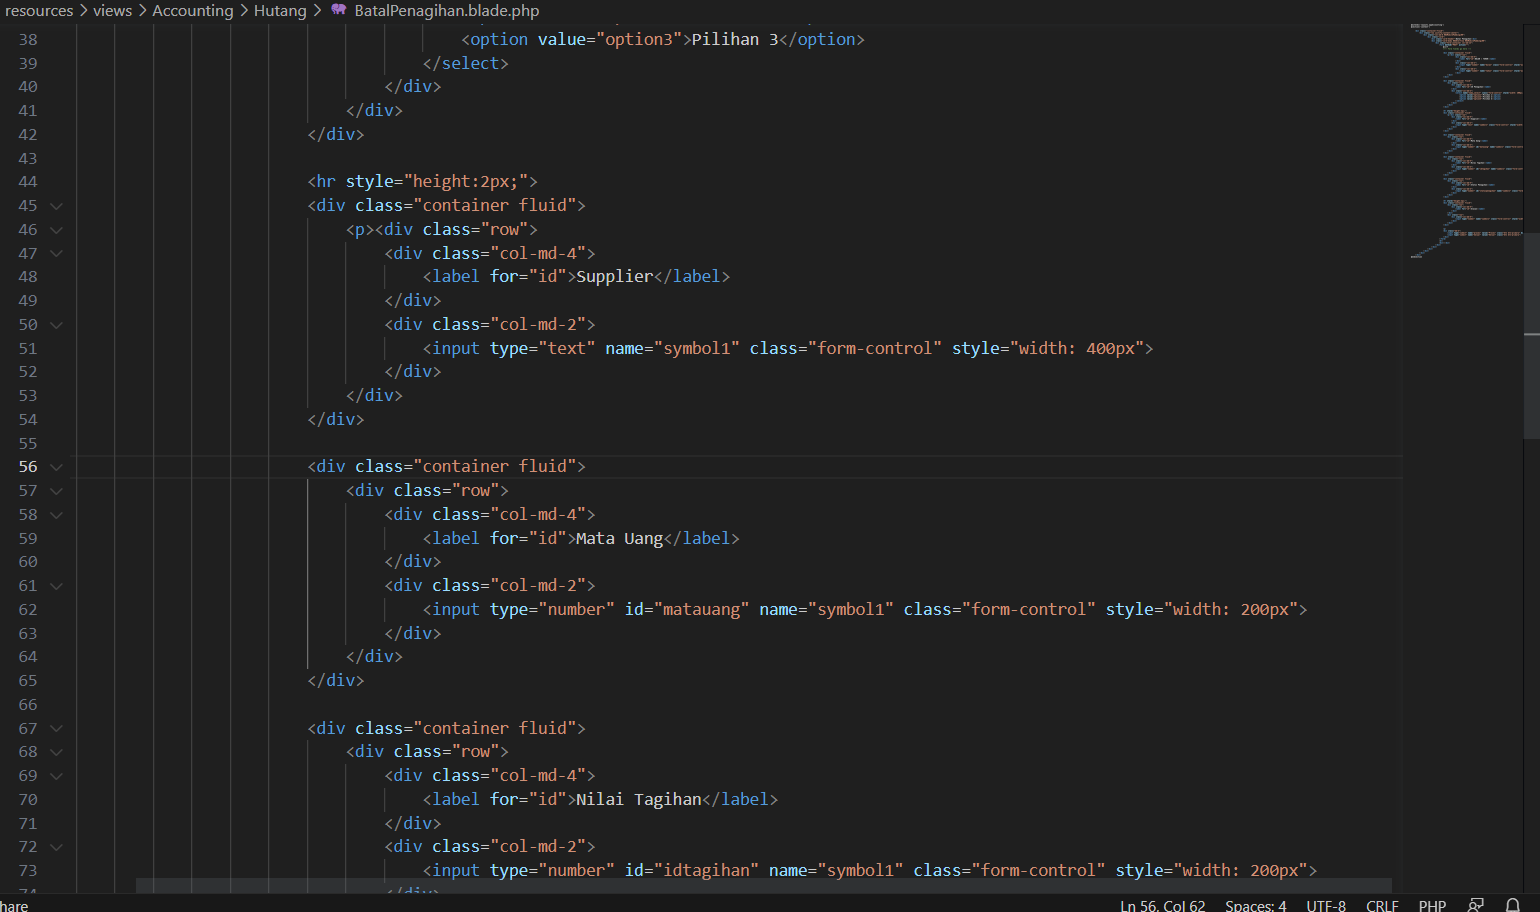 resources > views > Accounting > Hutang > BatalPenagihan.blade.php
38 <option value="option3">Pilihan 3</option>
39 </select>
40 </div>
41 </div>
42 </div>
43
44 <hr style="height:2px;">
45 <div class="container fluid">
46 <p><div class="row">
47 <div class="col-md-4">
48 <label for="id">Supplier</label>
49 </div>
50 <div class="col-md-2">
51 <input type="text" name="symbol1" class="form-control" style="width: 400px">
52 </div>
53 </div>
54 </div>
55
56 <div class="container fluid">
57 <div class="row">
58 <div class="col-md-4">
59 <label for="id">Mata Uang</label>
60 </div>
61 <div class="col-md-2">
62 <input type="number" id="matauang" name="symbol1" class="form-control" style="width: 200px">
63 </div>
64 </div>
65 </div>
66
67 <div class="container fluid">
68 <div class="row">
69 <div class="col-md-4">
70 <label for="id">Nilai Tagihan</label>
71 </div>
72 <div class="col-md-2">
73 <input type="number" id="idtagihan" name="symbol1" class="form-control" style="width: 200px">
74 </div>
hare Ln 56, Col 62 Spaces: 4 UTF-8 CRLF PHP